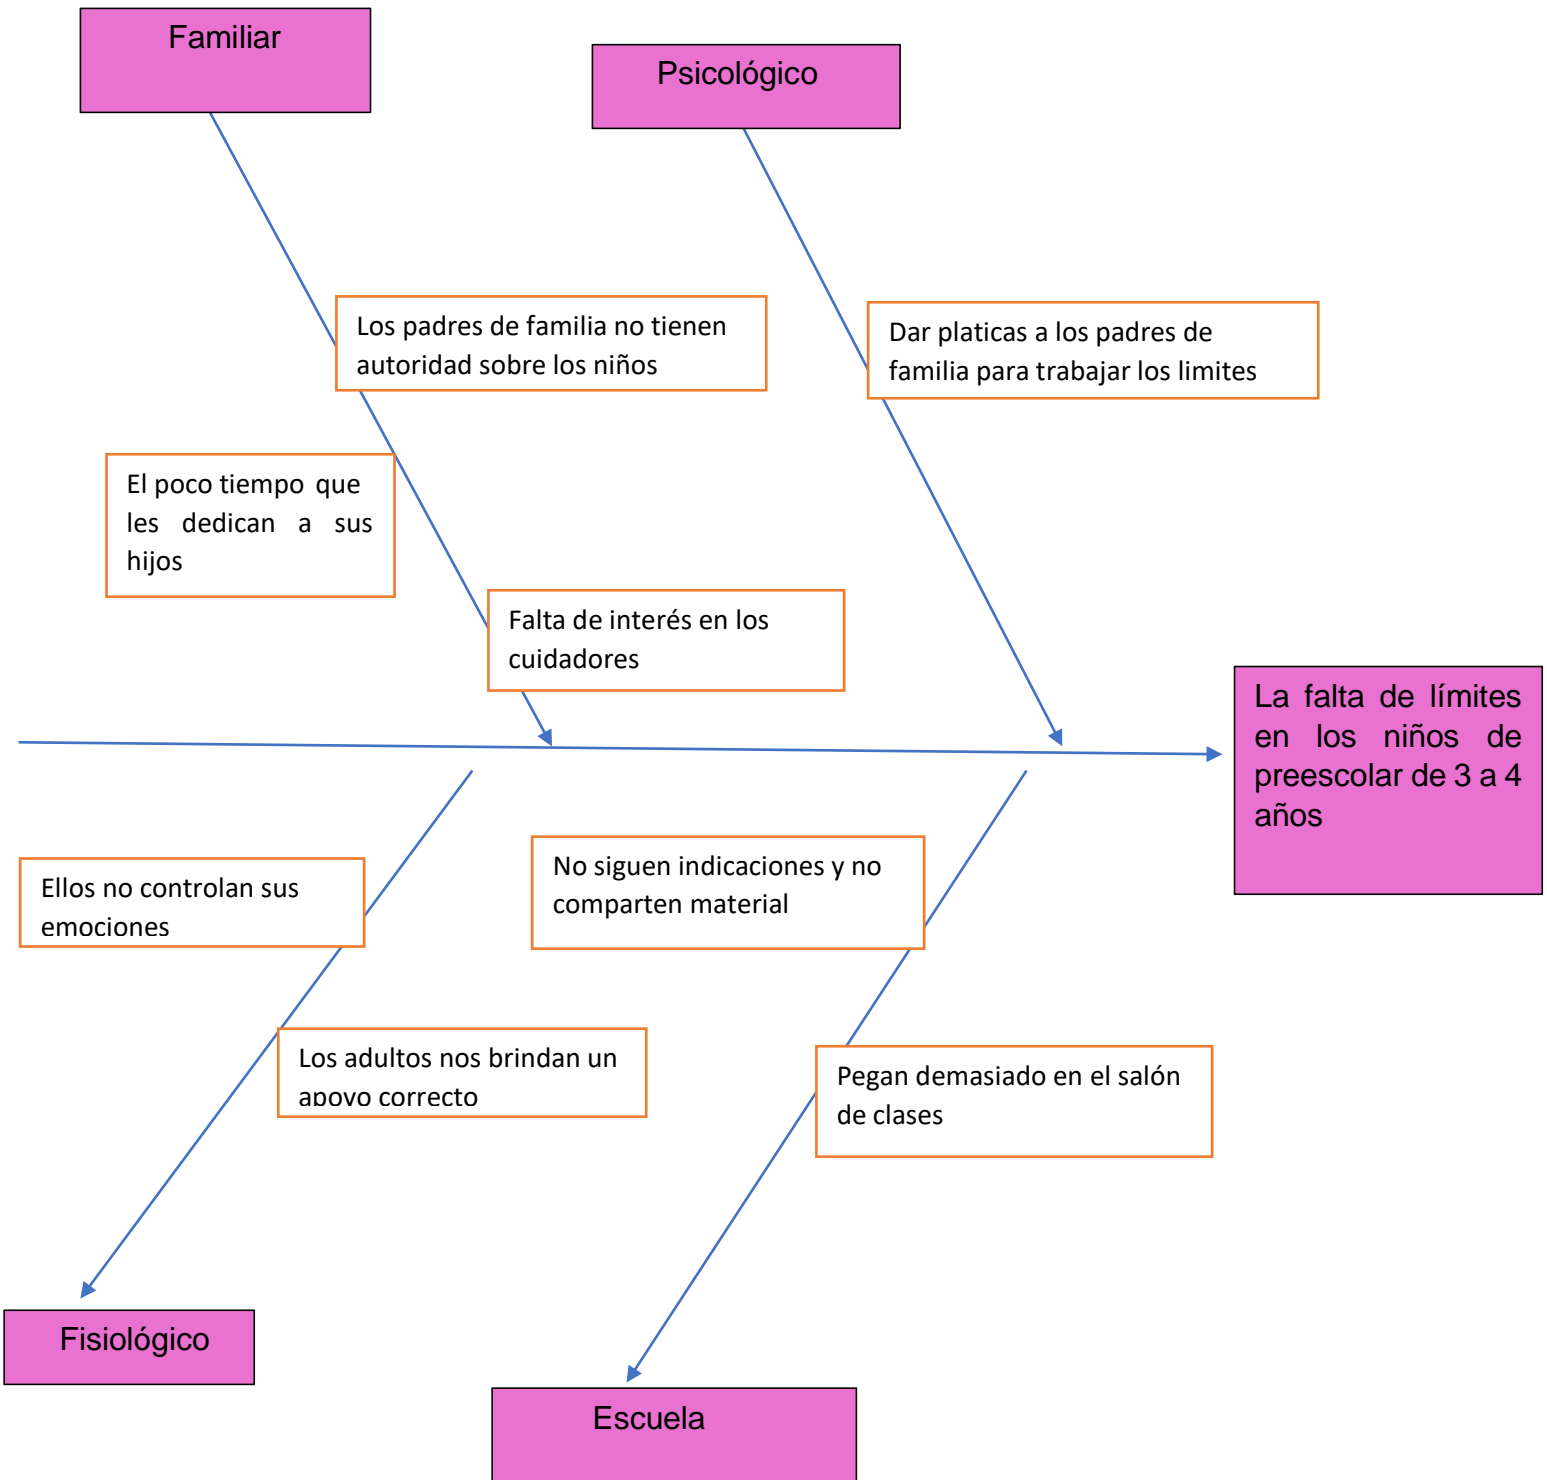 Familiar
Psicológico
Los padres de familia no tienen
autoridad sobre los niños
Dar platicas a los padres de
familia para trabajar los limites
El poco tiempo que
les dedican a sus
hijos
Falta de interés en los
cuidadores
La falta de límites
en los niños de
preescolar de 3 a 4
años
Ellos no controlan sus
emociones
No siguen indicaciones y no
comparten material
Los adultos nos brindan un
apoyo correcto
Pegan demasiado en el salón
de clases
Fisiológico
Escuela